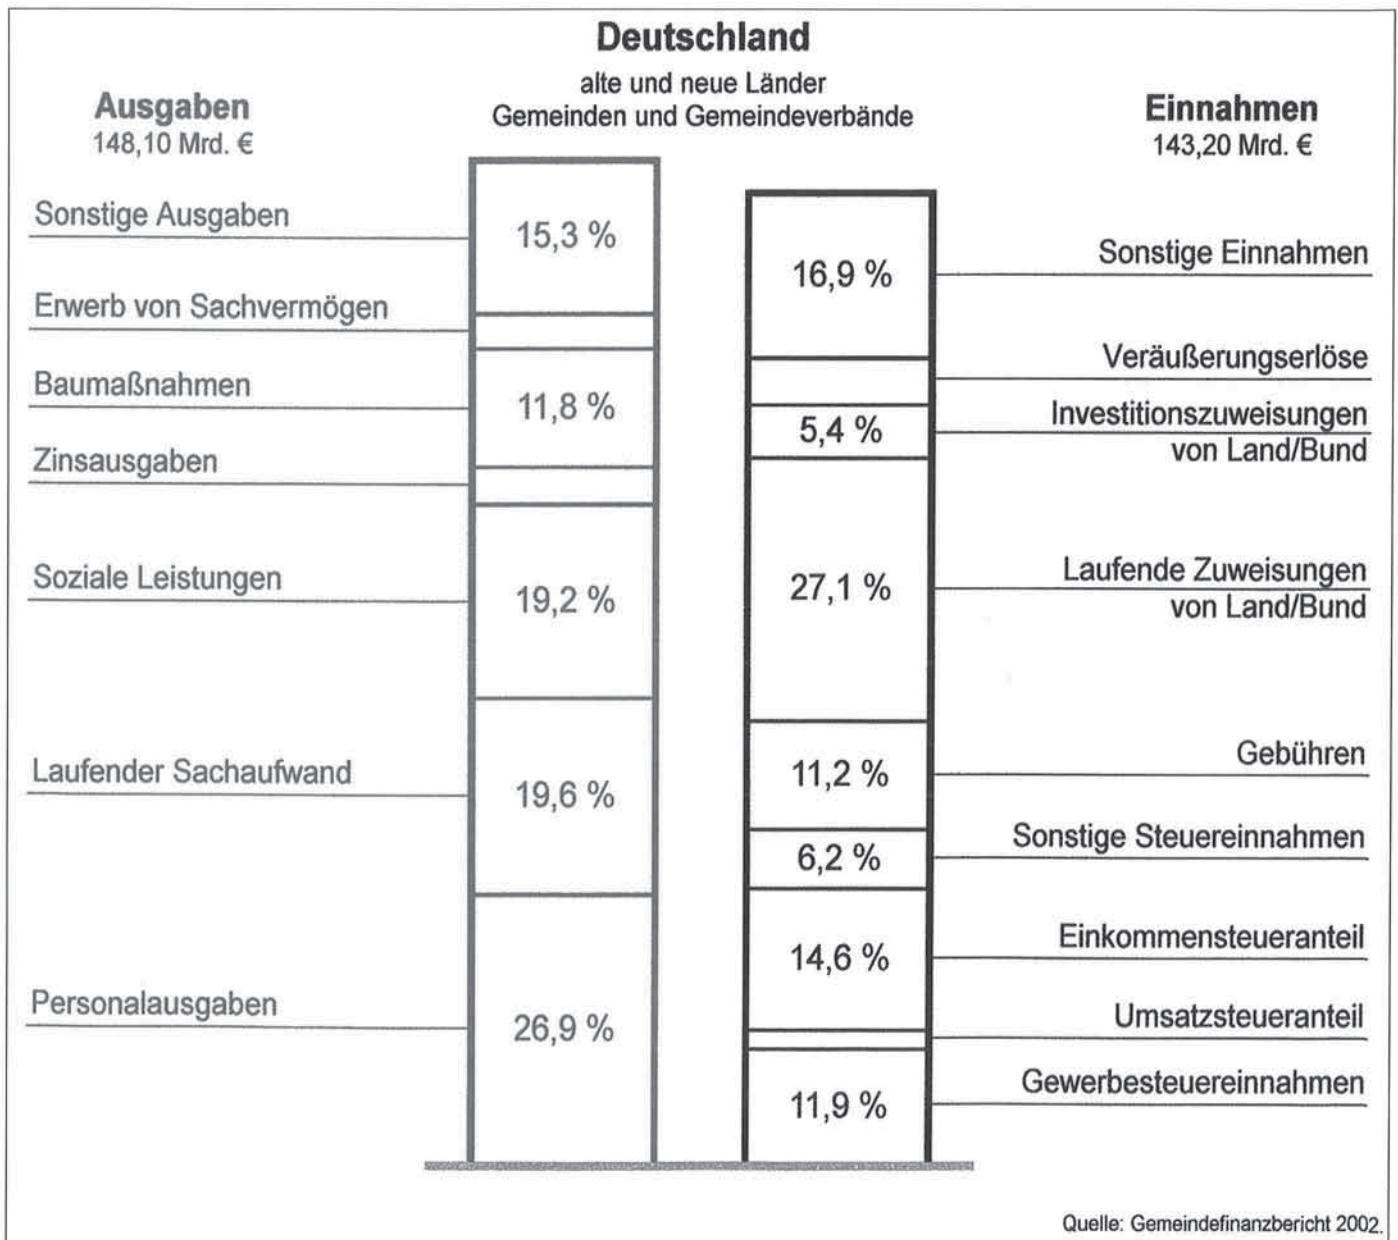 Deutschland
alte und neue Länder
Gemeinden und Gemeindeverbände
Ausgaben
148,10 Mrd. €
Sonstige Ausgaben
15,3 %
Erwerb von Sachvermögen
Baumaßnahmen
11,8 %
Zinsausgaben
Soziale Leistungen
19,2 %
Laufender Sachaufwand
19,6 %
Personalausgaben
26,9 %
Einnahmen
143,20 Mrd. €
16,9 %
Sonstige Einnahmen
Veräußerungserlöse
5,4 %
Investitionszuweisungen
von Land/Bund
27,1 %
Laufende Zuweisungen
von Land/Bund
11,2 %
Gebühren
6,2 %
Sonstige Steuereinnahmen
14,6 %
Einkommensteueranteil
Umsatzsteueranteil
11,9 %
Gewerbesteuereinnahmen
Quelle: Gemeindefinanzbericht 2002.